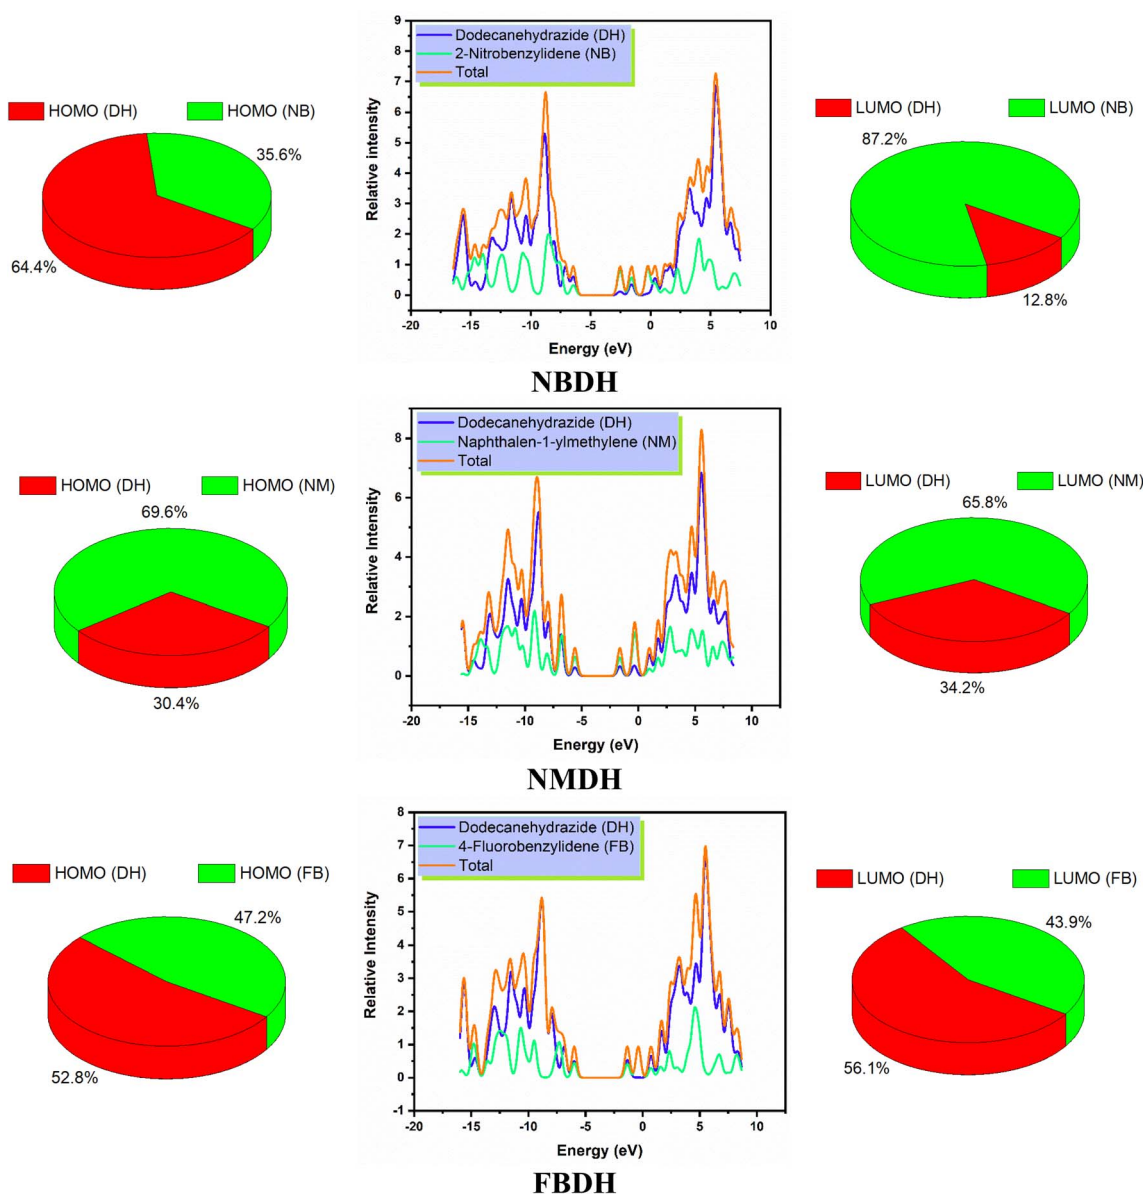 HOMO (DH) HOMO (NB)
35.6%
64.4%
Dodecanehydrazide (DH)
2-Nitrobenzylidene (NB)
Total
Relative intensity
9
8
7
6
5
4
3
2
1
0
-20 -15 -10 -5 0 5 10
Energy (eV)
LUMO (DH) LUMO (NB)
87.2%
12.8%
NBDH
HOMO (DH) HOMO (NM)
69.6%
30.4%
Dodecanehydrazide (DH)
Naphthalen-1-ylmethylene (NM)
Total
Relative Intensity
8
6
4
2
0
-20 -15 -10 -5 0 5 10
Energy (eV)
LUMO (DH) LUMO (NM)
65.8%
34.2%
NMDH
HOMO (DH) HOMO (FB)
47.2%
52.8%
Dodecanehydrazide (DH)
4-Fluorobenzylidene (FB)
Total
Relative Intensity
8
7
6
5
4
3
2
1
0
-1
-20 -15 -10 -5 0 5 10
Energy (eV)
LUMO (DH) LUMO (FB)
43.9%
56.1%
FBDH